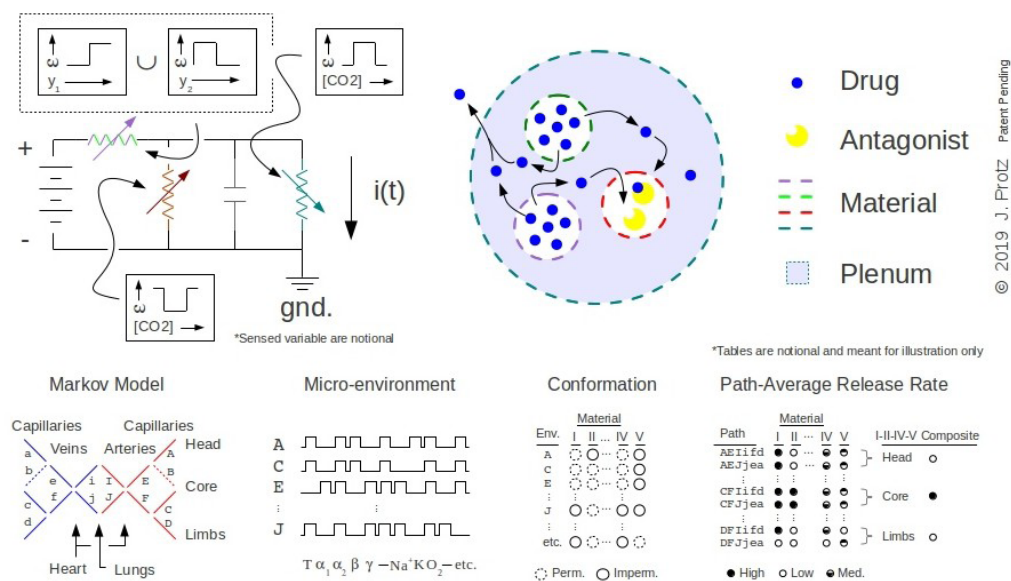 ε
y1
∪
ε
y2
ε
[CO2]
+
-
i(t)
ε
[CO2]
gnd.
*Sensed variable are notional
Drug
Antagonist
Material
Plenum
© 2019 J. Protz Patent Pending
*Tables are notional and meant for illustration only
Markov Model
Capillaries Capillaries
Veins Arteries
Head
Core
Limbs
a b c d e f i j I J E F A B C D
Heart Lungs
Micro-environment
A
C
E
⋮ ⋮
J
T α1 α2 β γ –Na+KO2– etc.
Conformation
Material
Env. I II ... IV V
A ...
C ...
E ...
⋮ ⋮
J ...
⋮ ⋮
etc. ...
Perm. Imperm.
Path-Average Release Rate
Material
Path I II ... IV V I-II-IV-V Composite
AEIifd ...
AEJjea ...
Head
⋮ ⋮
CFIifd
CFJjea
Core
⋮ ⋮
DFIifd
DFJjea
Limbs
High Low Med.